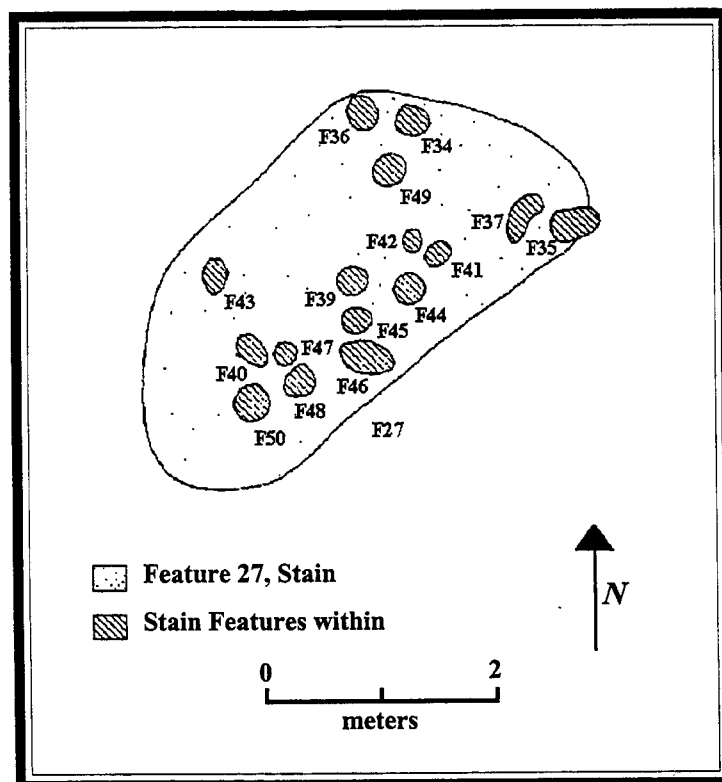 F36
F34
F49
F37
F42
F35
F41
F39
F43
F44
F45
F47
F40
F46
F48
F27
F50
Feature 27, Stain
Stain Features within
N
0 2
meters